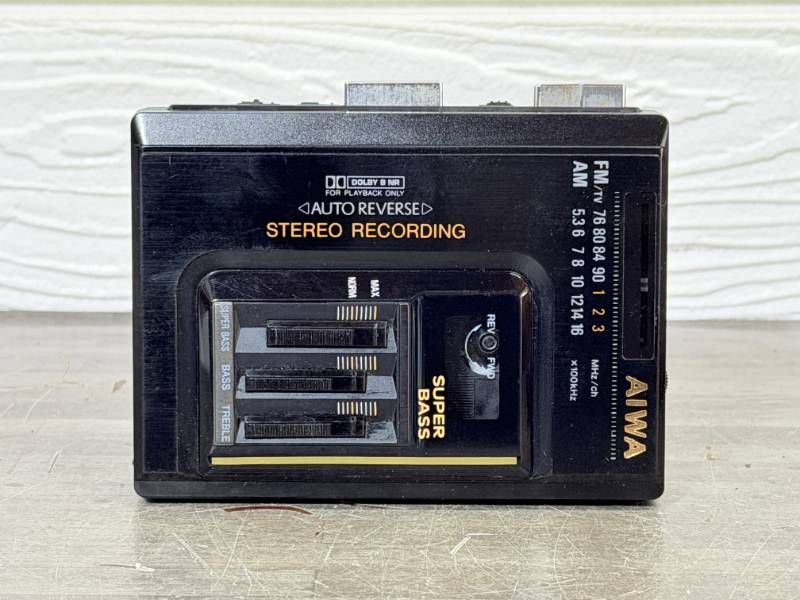 DOLBY B NR
FOR PLAYBACK ONLY
◁AUTO REVERSE▷
STEREO RECORDING
FM/TV 76 80 84 90 1 2 3 MHz/ch
AM 5.3 6 7 8 10 12 14 16 x100kHz
AIWA
MAX
NORM
SUPER BASS
BASS
TREBLE
REV FWD
SUPER
BASS